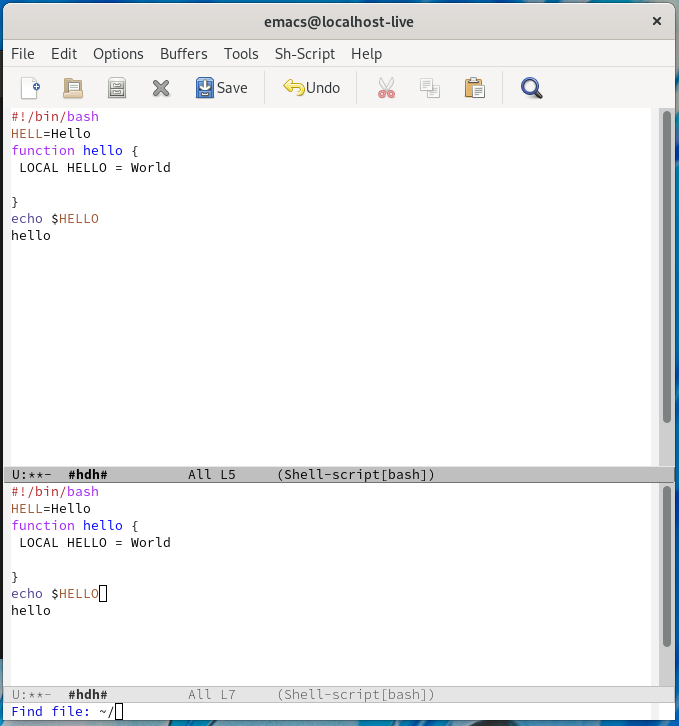 emacs@localhost-live
File Edit Options Buffers Tools Sh-Script Help
Save Undo
#!/bin/bash
HELL=Hello
function hello {
 LOCAL HELLO = World

}
echo $HELLO
hello
U:**-  #hdh#          All L5     (Shell-script[bash])
#!/bin/bash
HELL=Hello
function hello {
 LOCAL HELLO = World

}
echo $HELLO
hello
U:**-  #hdh#          All L7     (Shell-script[bash])
Find file: ~/